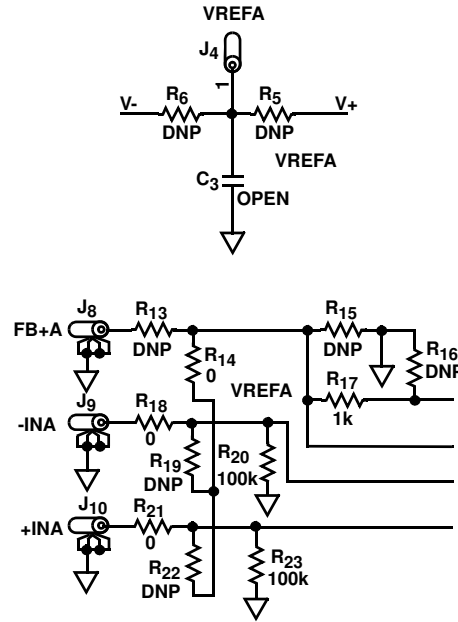 VREFA
J4
1
R6
R5
V-
V+
DNP
DNP
VREFA
C3
OPEN
J8
R13
R15
FB+A
DNP
R14
0
DNP
R16
DNP
VREFA
R17
1k
J9
R18
-INA
0
R19
DNP
R20
100k
J10
R21
+INA
0
R22
DNP
R23
100k